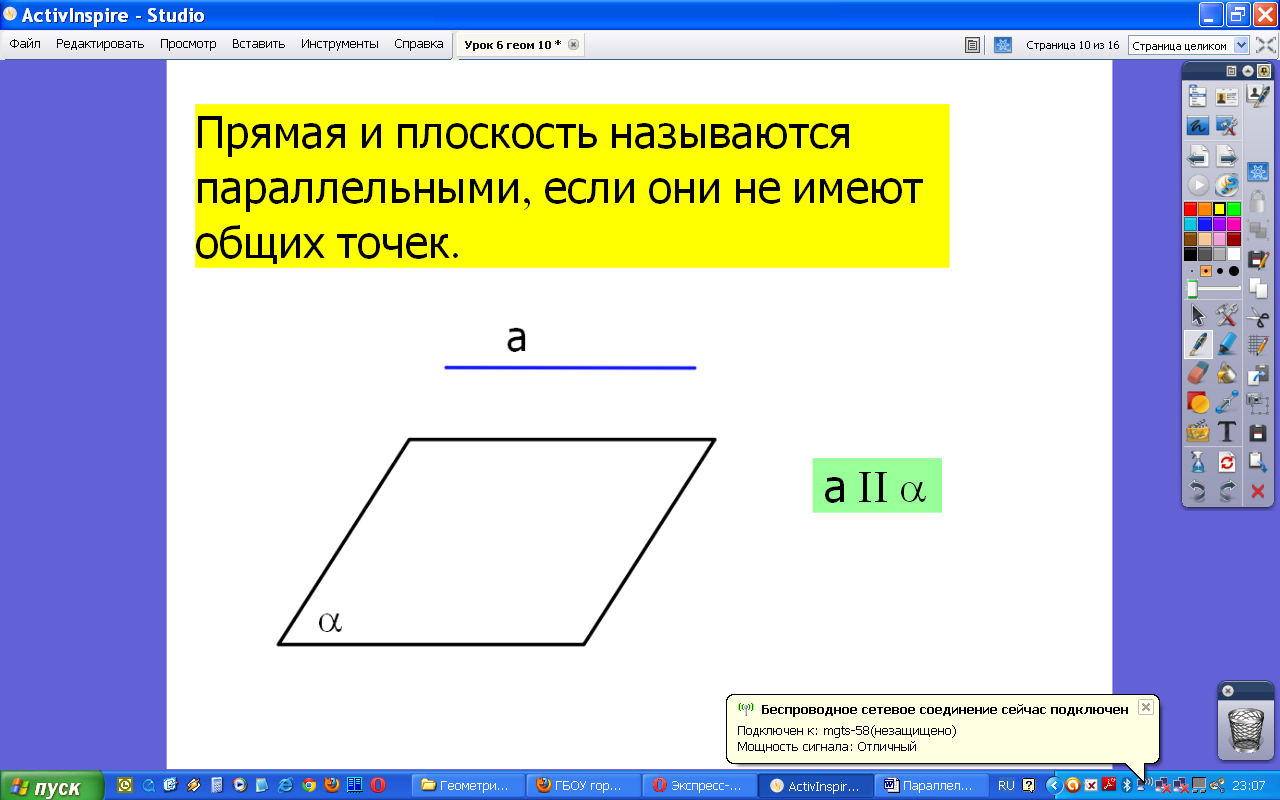 ActivInspire - Studio
Файл Редактировать Просмотр Вставить Инструменты Справка Урок 6 геом 10 * Страница 10 из 16 Страница целиком
Прямая и плоскость называются
параллельными, если они не имеют
общих точек.
а
а II α
α
Беспроводное сетевое соединение сейчас подключен
Подключен к: mgts-58(незащищено)
Мощность сигнала: Отличный
пуск Геометри... ГБОУ гор... Экспресс-... ActivInspir... Параллел... RU 23:07